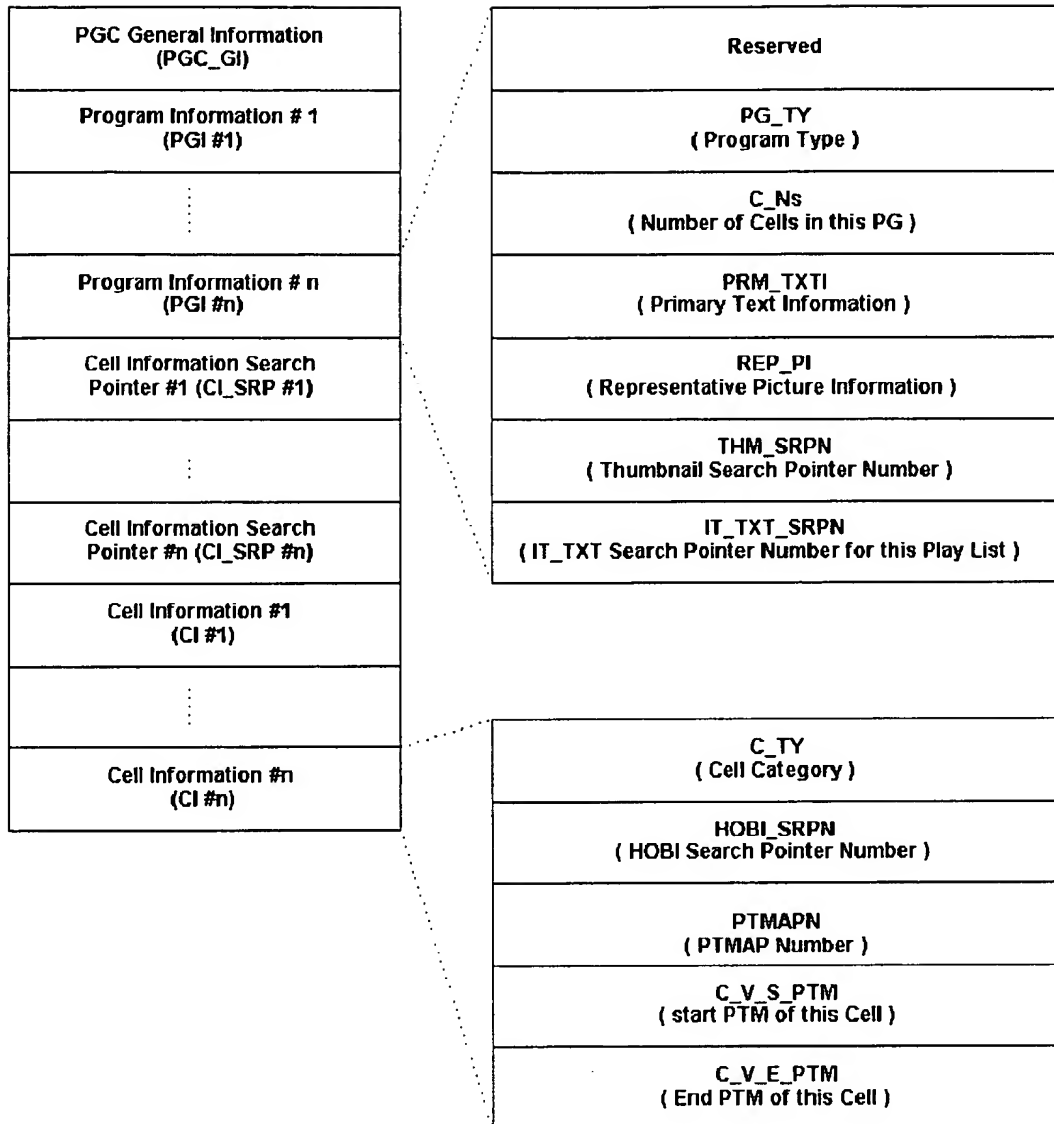 PGC General Information
(PGC_GI)
Program Information # 1
(PGI #1)
Program Information # n
(PGI #n)
Cell Information Search
Pointer #1 (CI_SRP #1)
Cell Information Search
Pointer #n (CI_SRP #n)
Cell Information #1
(CI #1)
Cell Information #n
(CI #n)
Reserved
PG_TY
( Program Type )
C_Ns
( Number of Cells in this PG )
PRM_TXTI
( Primary Text Information )
REP_PI
( Representative Picture Information )
THM_SRPN
( Thumbnail Search Pointer Number )
IT_TXT_SRPN
( IT_TXT Search Pointer Number for this Play List )
C_TY
( Cell Category )
HOBI_SRPN
( HOBI Search Pointer Number )
PTMAPN
( PTMAP Number )
C_V_S_PTM
( start PTM of this Cell )
C_V_E_PTM
( End PTM of this Cell )